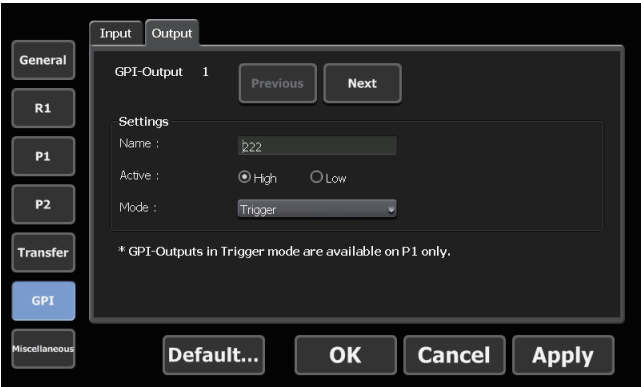 Input Output
General
GPI-Output 1 Previous Next
R1
Settings
Name : 222
P1
Active : High Low
P2
Mode : Trigger
Transfer
* GPI-Outputs in Trigger mode are available on P1 only.
GPI
Miscellaneous
Default... OK Cancel Apply